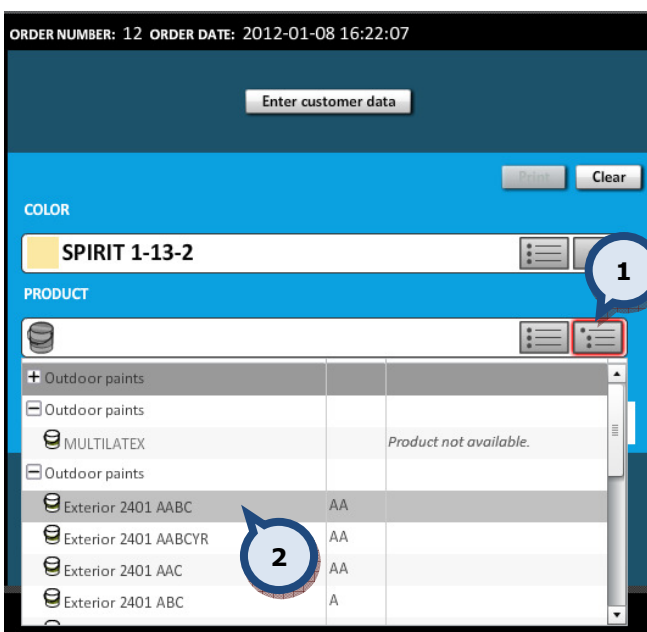 ORDER NUMBER: 12 ORDER DATE: 2012-01-08 16:22:07
Enter customer data
Print Clear
COLOR
SPIRIT 1-13-2
1
PRODUCT
Outdoor paints
Outdoor paints
MULTILATEX Product not available.
Outdoor paints
Exterior 2401 AABC AA
Exterior 2401 AABCYR AA
2
Exterior 2401 AAC AA
Exterior 2401 ABC A